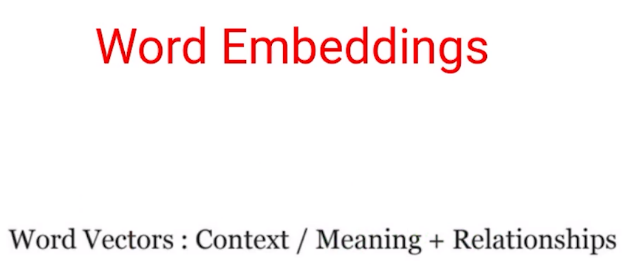 Word Embeddings
Word Vectors : Context / Meaning + Relationships